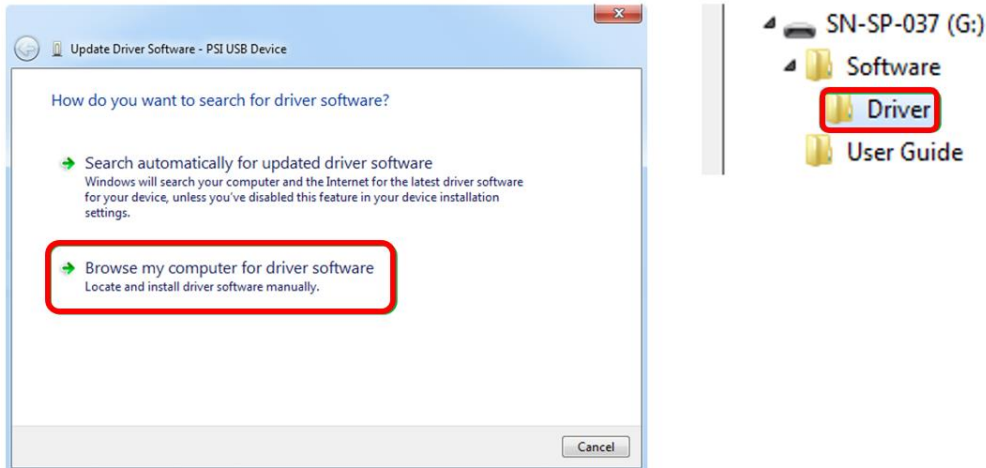 Update Driver Software - PSI USB Device
How do you want to search for driver software?
Search automatically for updated driver software
Windows will search your computer and the Internet for the latest driver software
for your device, unless you've disabled this feature in your device installation
settings.
Browse my computer for driver software
Locate and install driver software manually.
Cancel
SN-SP-037 (G:)
Software
Driver
User Guide